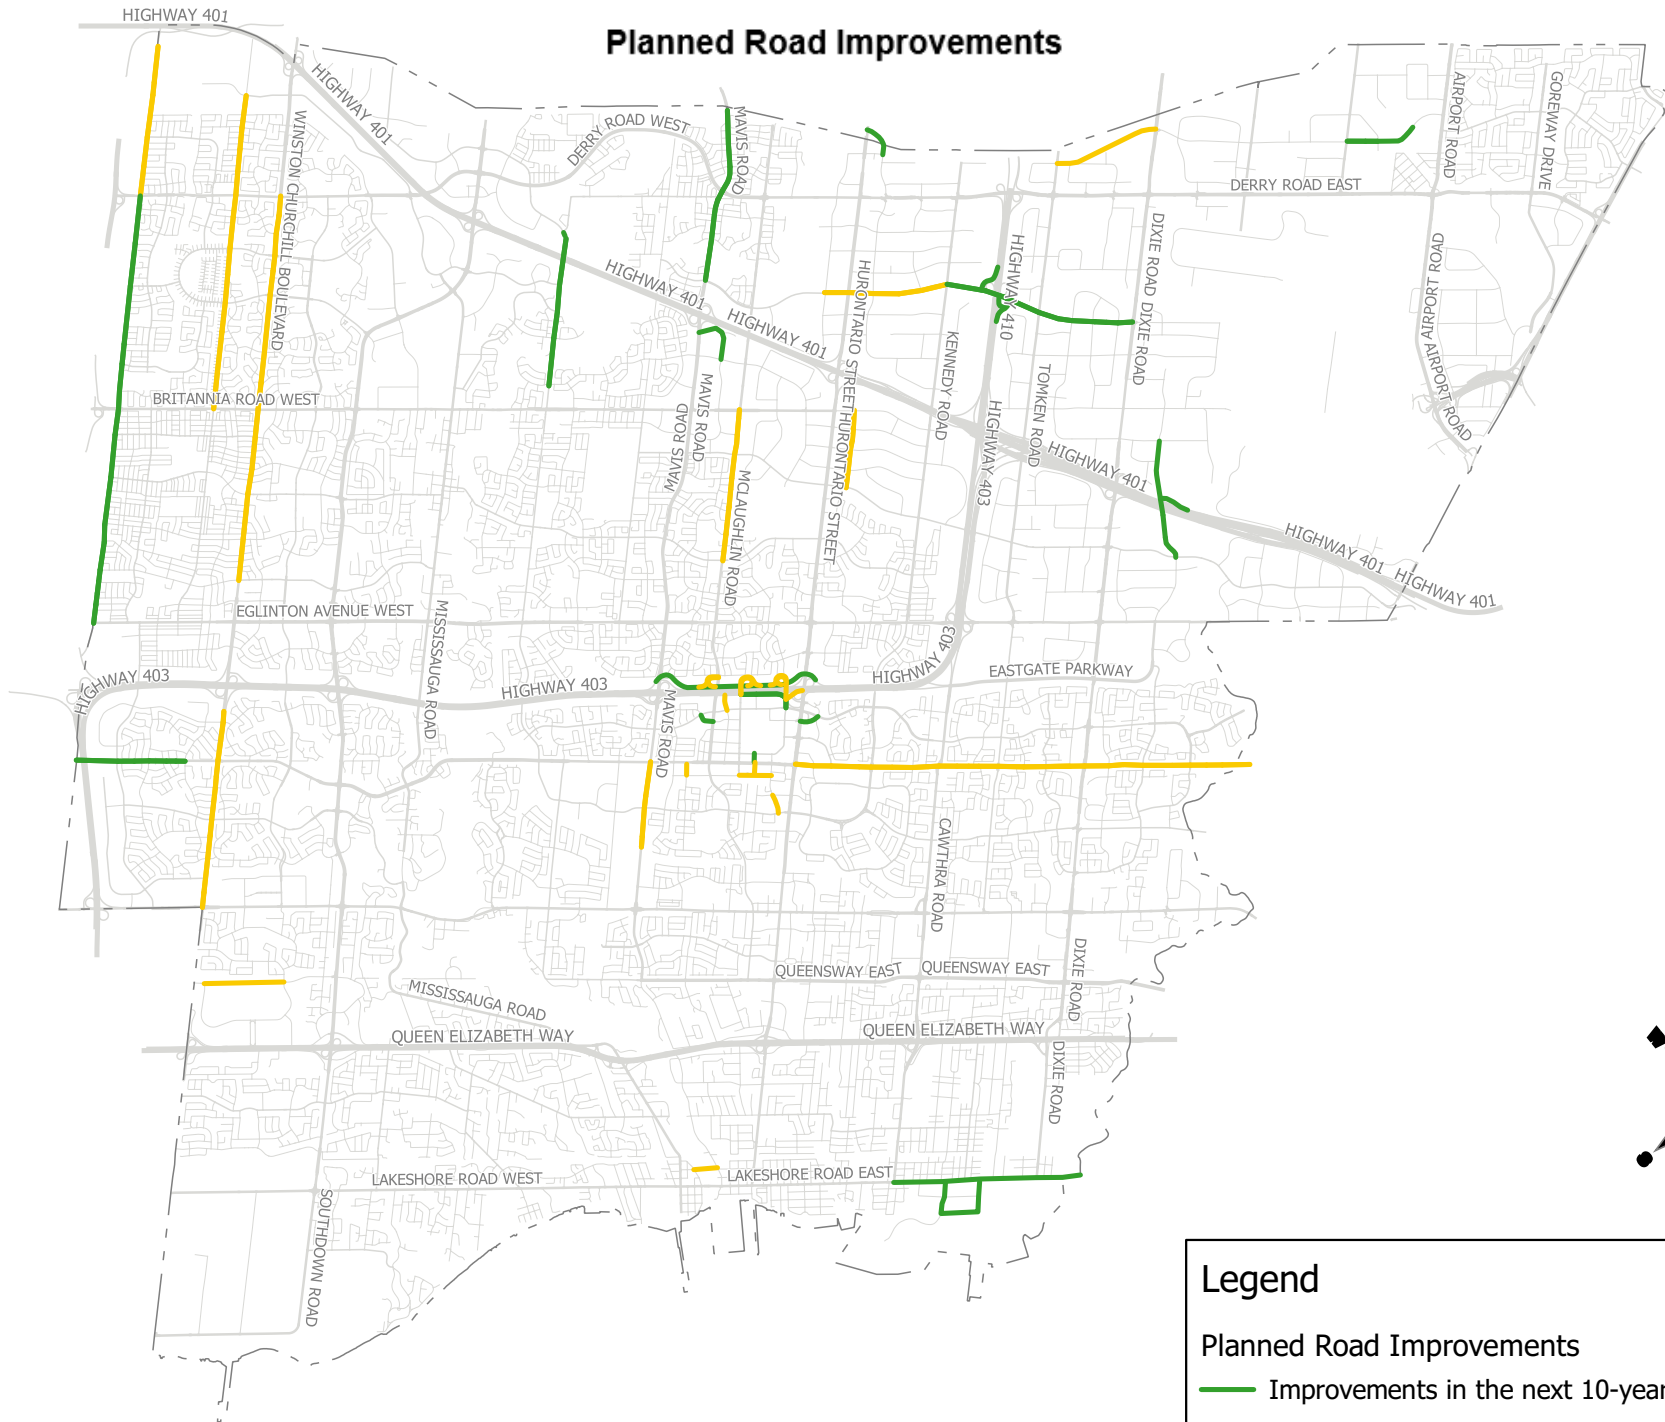 HIGHWAY 401
Planned Road Improvements
HIGHWAY 401
WINSTON CHURCHILL BOULEVARD
DERRY ROAD WEST
MAVIS ROAD
AIRPORT ROAD
GOREWAY DRIVE
DERRY ROAD EAST
DIXIE ROAD
DIXIE ROAD
AIRPORT ROAD
AIRPORT
AIRPORT ROAD
HIGHWAY 401
HIGHWAY 401
HURONTARIO STREET
HURONTARIO STREET
HIGHWAY 410
KENNEDY ROAD
TOMKEN ROAD
BRITANNIA ROAD WEST
MAVIS ROAD
MAVIS ROAD
HIGHWAY 403
HIGHWAY 401
MCLAUGHLIN ROAD
HIGHWAY 401
HIGHWAY 401
EGLINTON AVENUE WEST
MISSISSAUGA ROAD
HIGHWAY 403
HIGHWAY 403
HIGHWAY 403
HIGHWAY 403
EASTGATE PARKWAY
MAVIS ROAD
CAWTHRA ROAD
DIXIE ROAD
QUEENSWAY EAST
QUEENSWAY EAST
MISSISSAUGA ROAD
QUEEN ELIZABETH WAY
QUEEN ELIZABETH WAY
DIXIE ROAD
LAKESHORE ROAD WEST
LAKESHORE ROAD EAST
SOUTHDOWN ROAD
Legend
Planned Road Improvements
Improvements in the next 10-year